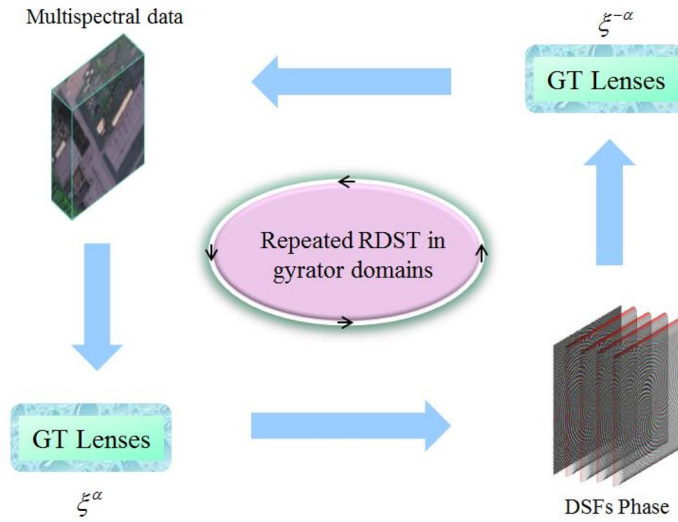 Multispectral data
ξ^{-α}
GT Lenses
Repeated RDST in
gyrator domains
GT Lenses
ξ^{α}
DSFs Phase